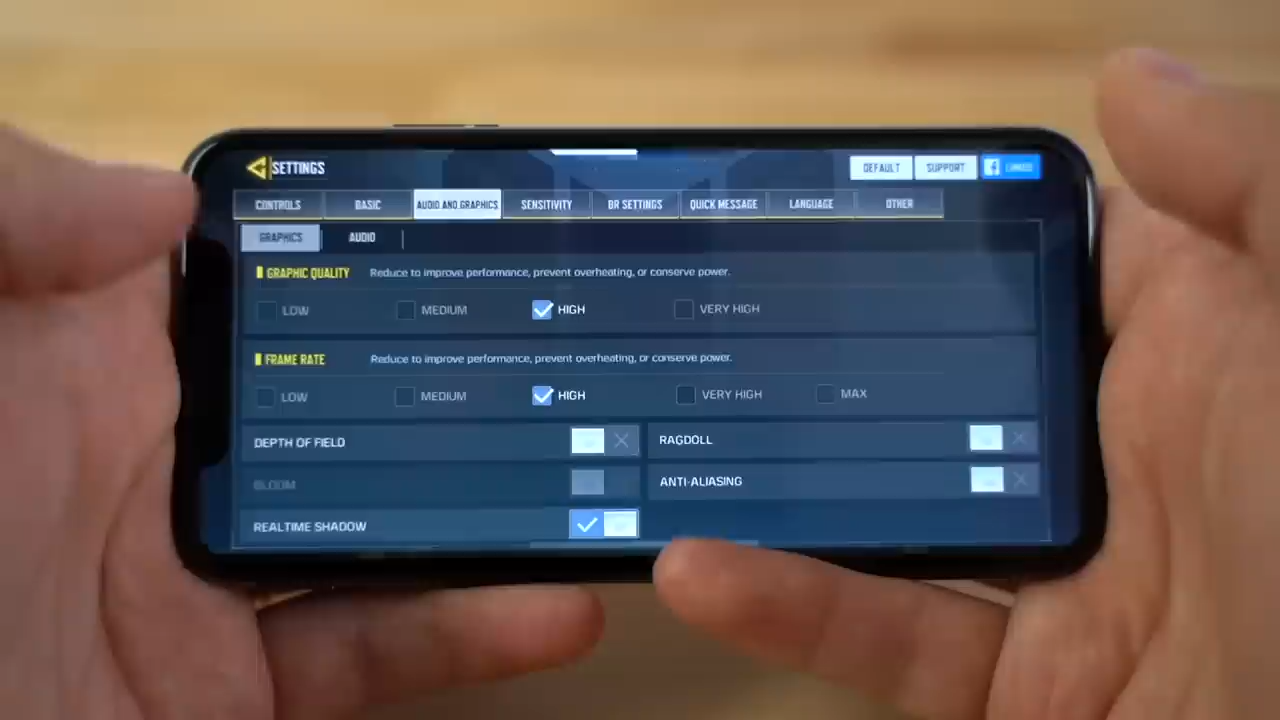 SETTINGS
DEFAULT
SUPPORT
LINKED
CONTROLS
BASIC
AUDIO AND GRAPHICS
SENSITIVITY
BR SETTINGS
QUICK MESSAGE
LANGUAGE
OTHER
GRAPHICS
AUDIO
GRAPHIC QUALITY Reduce to improve performance, prevent overheating, or conserve power.
LOW
MEDIUM
HIGH
VERY HIGH
FRAME RATE Reduce to improve performance, prevent overheating, or conserve power.
LOW
MEDIUM
HIGH
VERY HIGH
MAX
DEPTH OF FIELD
RAGDOLL
BLOOM
ANTI-ALIASING
REALTIME SHADOW